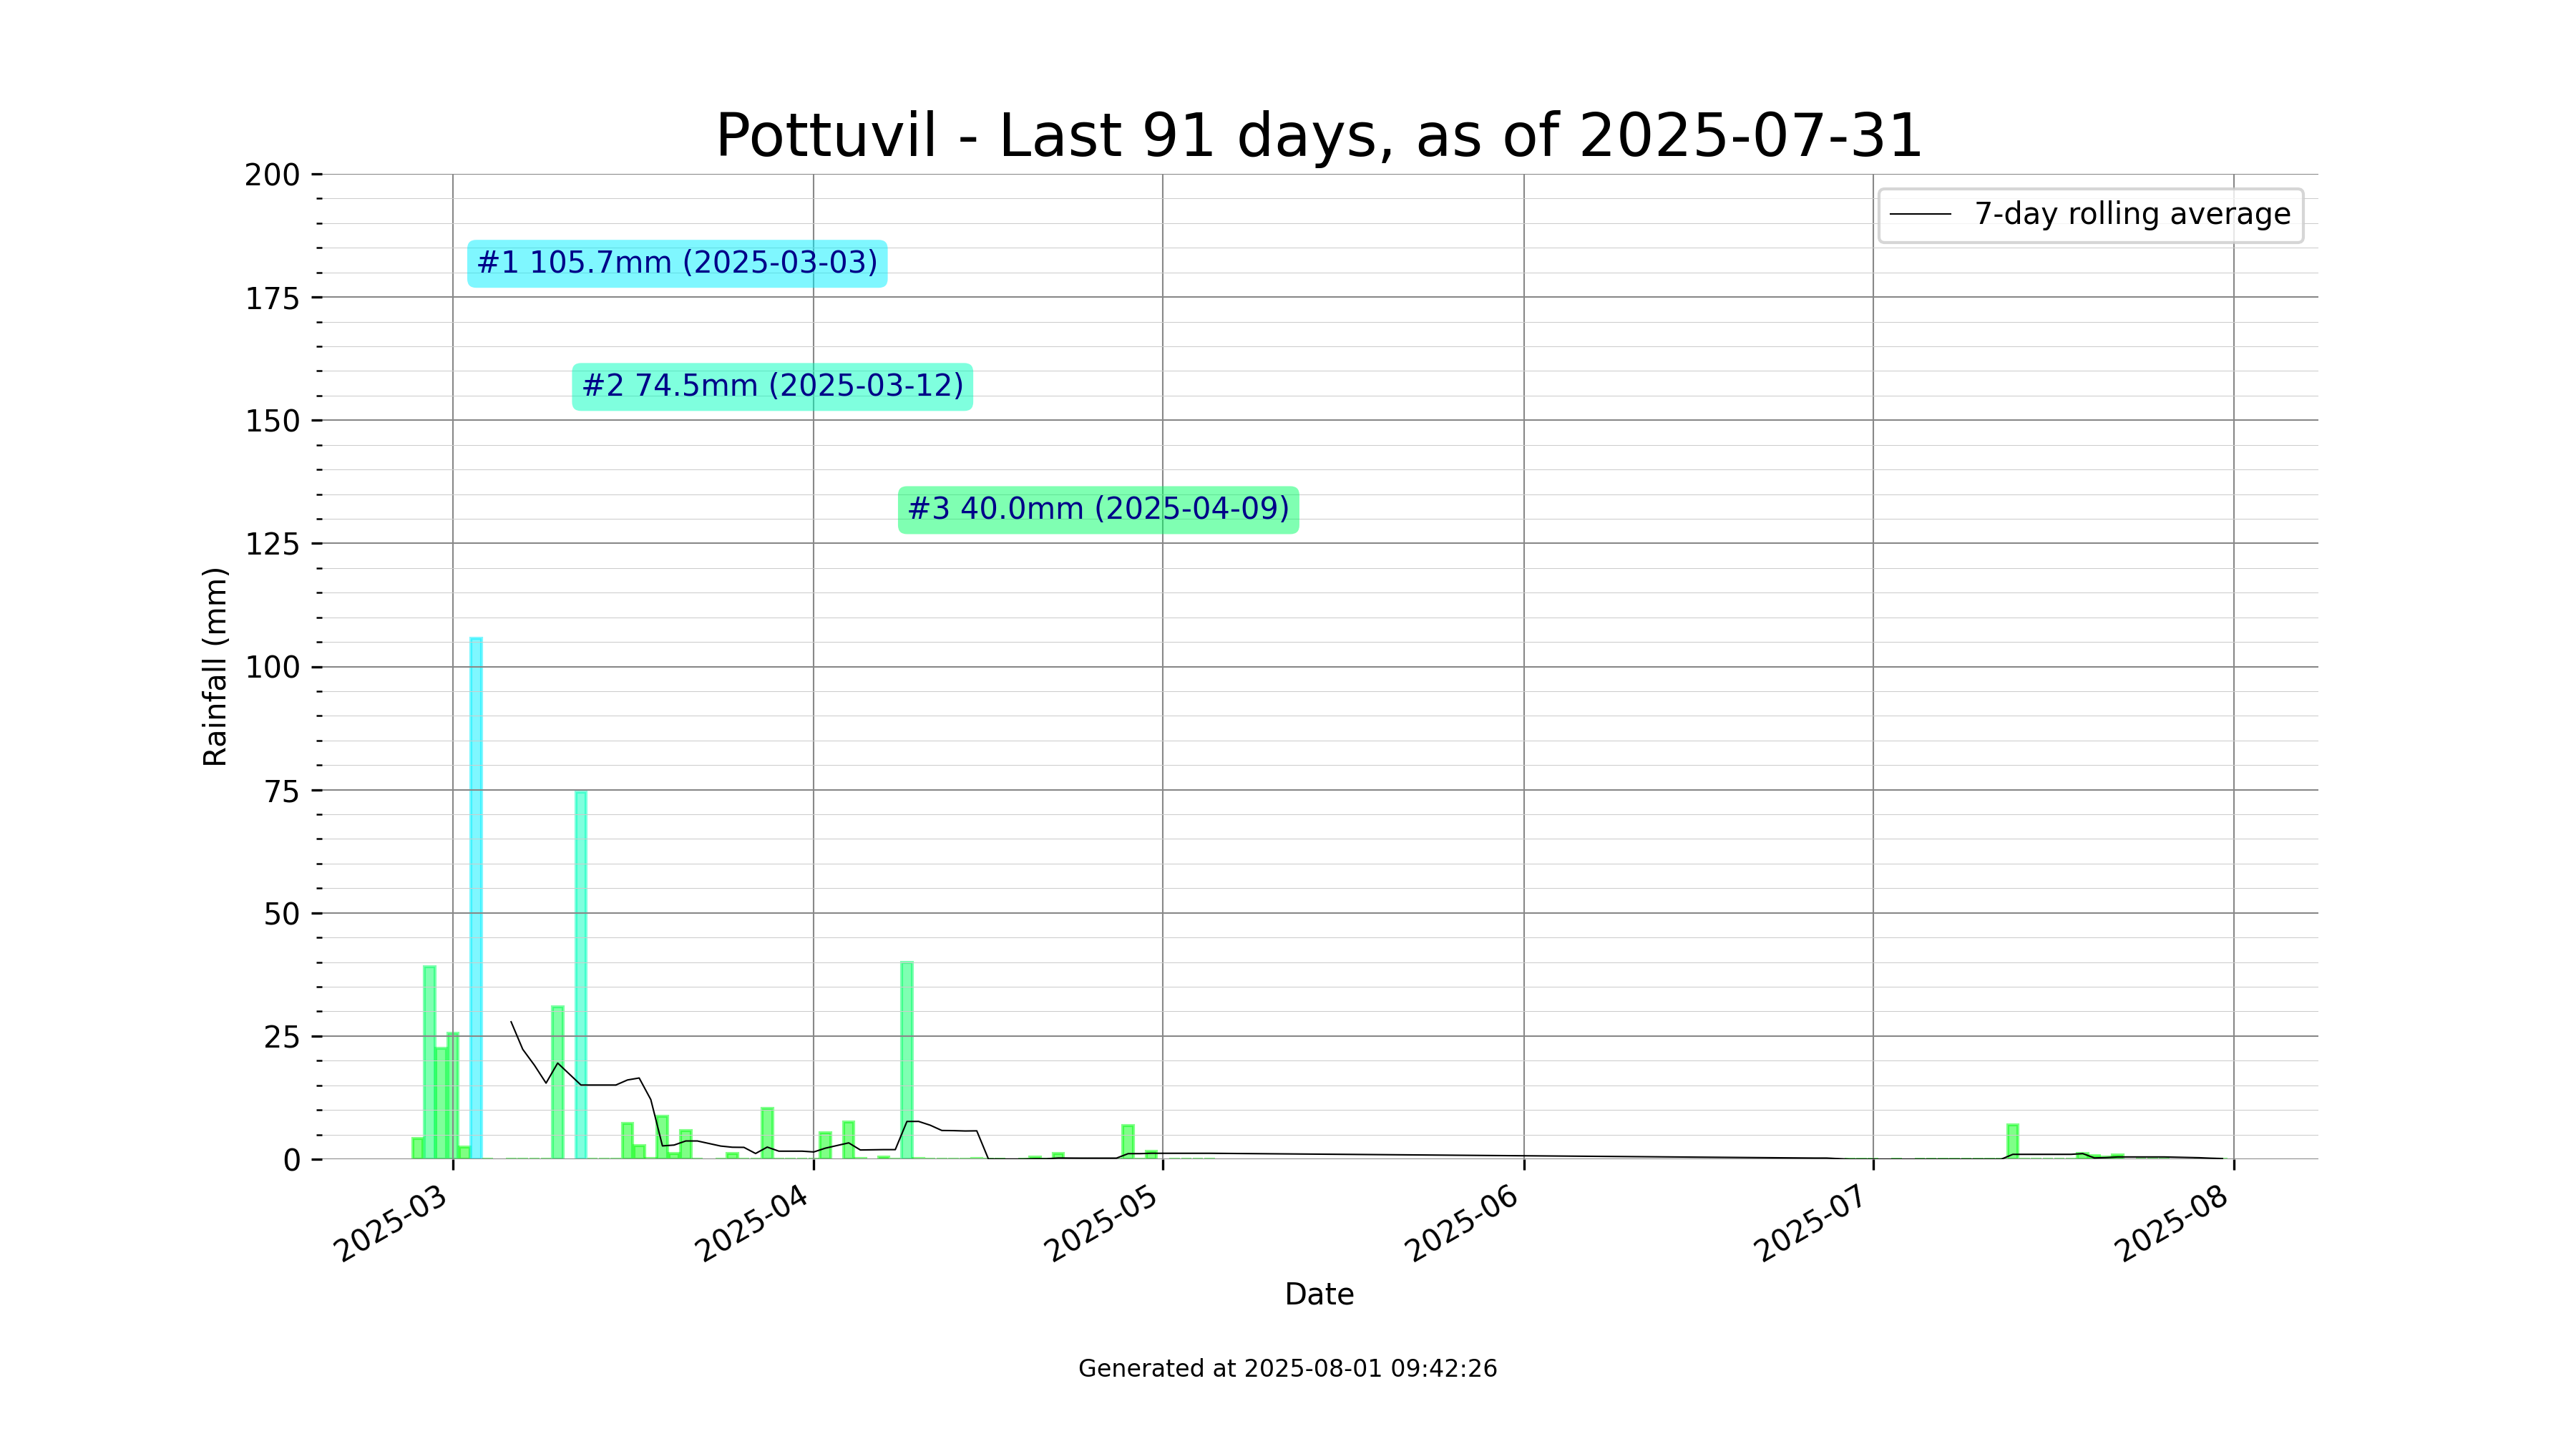 Pottuvil - Last 91 days, as of 2025-07-31
200
175
150
125
100
75
50
25
0
Rainfall (mm)
7-day rolling average
#1 105.7mm (2025-03-03)
#2 74.5mm (2025-03-12)
#3 40.0mm (2025-04-09)
2025-03
2025-04
2025-05
2025-06
2025-07
2025-08
Date
Generated at 2025-08-01 09:42:26